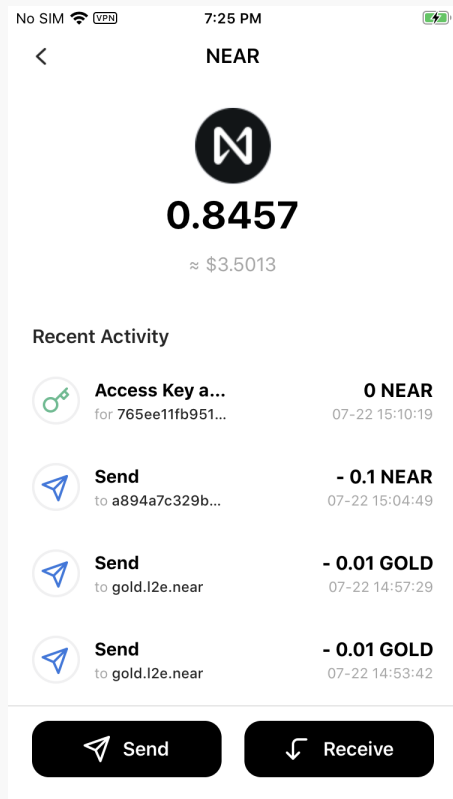 No SIM VPN 7:25 PM
NEAR
0.8457
≈ $3.5013
Recent Activity
Access Key a... 0 NEAR
for 765ee11fb951... 07-22 15:10:19
Send - 0.1 NEAR
to a894a7c329b... 07-22 15:04:49
Send - 0.01 GOLD
to gold.l2e.near 07-22 14:57:29
Send - 0.01 GOLD
to gold.l2e.near 07-22 14:53:42
Send Receive